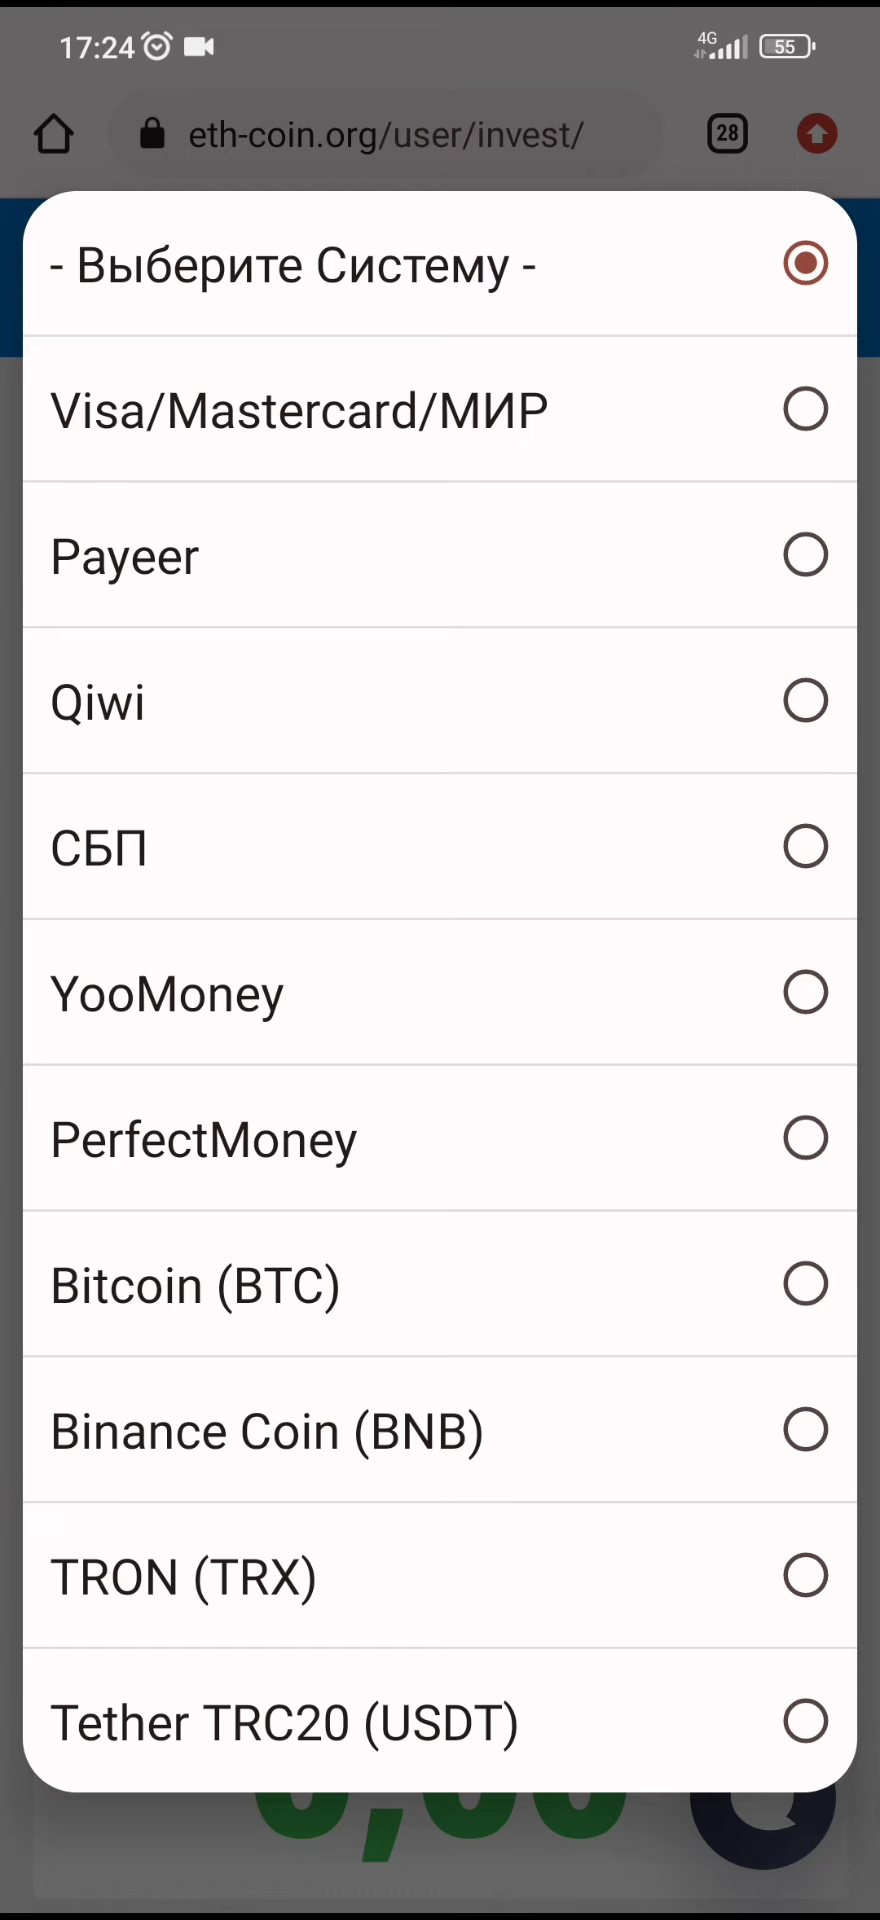 17:24
4G
55
eth-coin.org/user/invest/
28
- Выберите Систему -
Visa/Mastercard/МИР
Payeer
Qiwi
СБП
YooMoney
PerfectMoney
Bitcoin (BTC)
Binance Coin (BNB)
TRON (TRX)
Tether TRC20 (USDT)